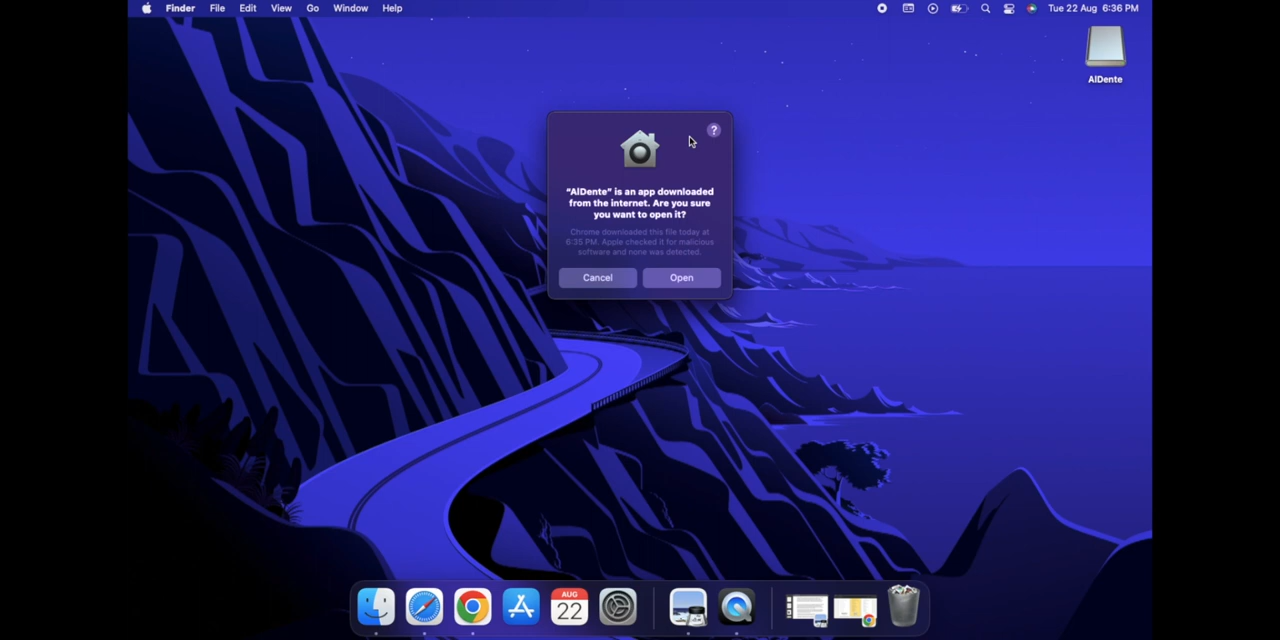 Finder File Edit View Go Window Help
Tue 22 Aug 6:36 PM
AlDente
?
"AlDente" is an app downloaded
from the internet. Are you sure
you want to open it?
Chrome downloaded this file today at
6:35 PM. Apple checked it for malicious
software and none was detected.
Cancel Open
AUG
22